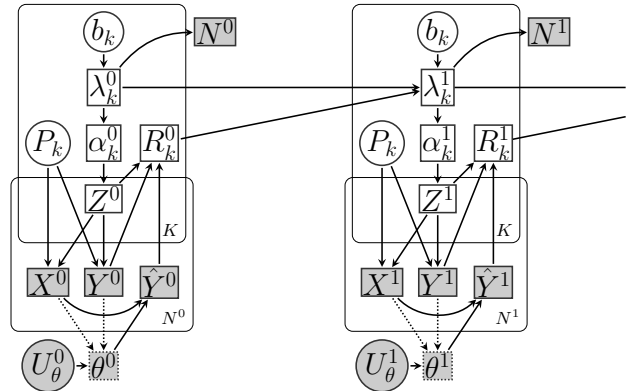 b_k N^0 b_k N^1
λ_k^0 λ_k^1
P_k α_k^0 R_k^0 P_k α_k^1 R_k^1
Z^0 Z^1
K K
X^0 Y^0 Ŷ^0 X^1 Y^1 Ŷ^1
N^0 N^1
U_θ^0 θ^0 U_θ^1 θ^1